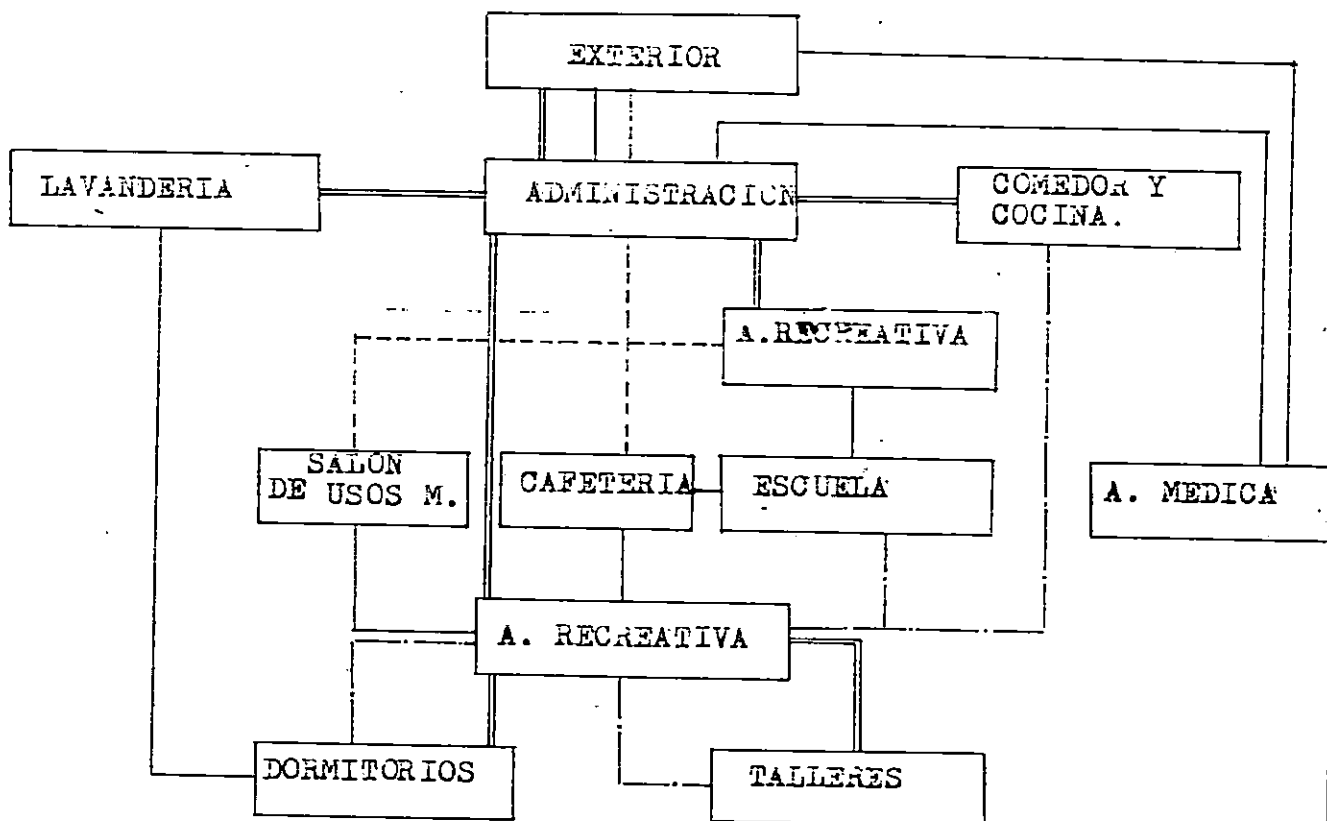 EXTERIOR
LAVANDERIA
ADMINISTRACION
COMEDOR Y
COCINA.
A.RECREATIVA
SALON
DE USOS M.
CAFETERIA
ESCUELA
A. MEDICA
A. RECREATIVA
DORMITORIOS
TALLERES